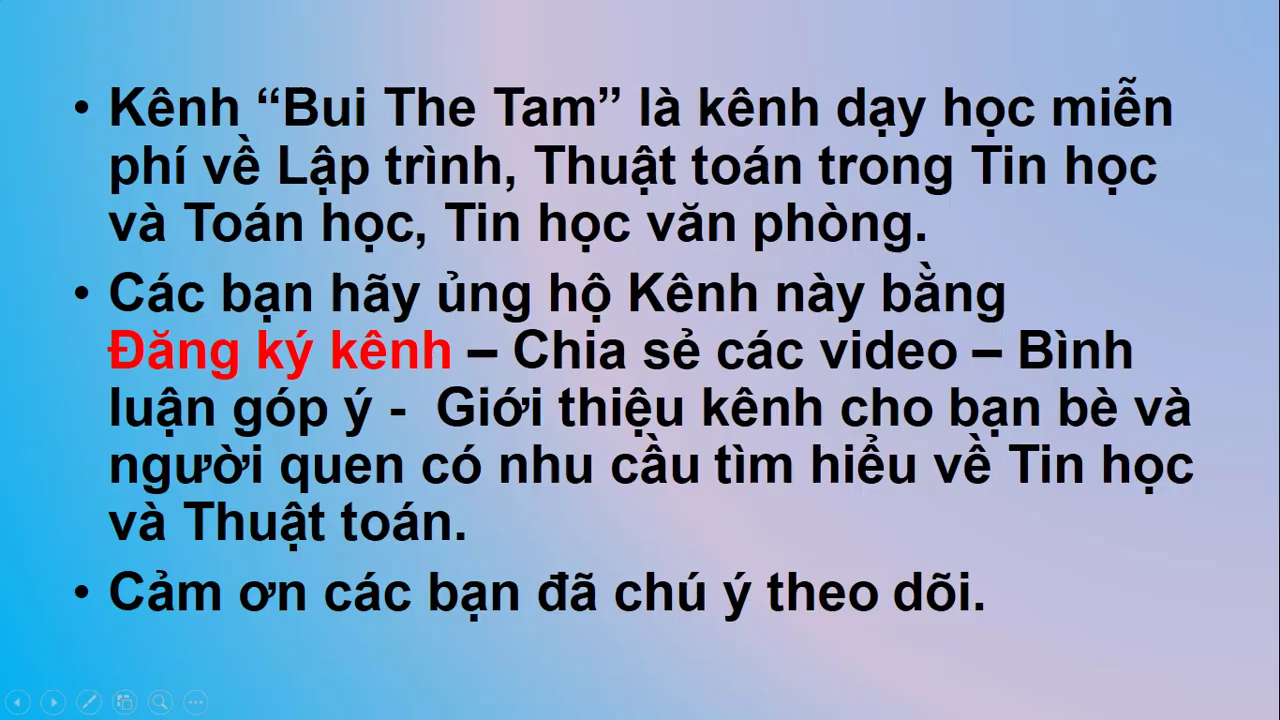 • Kênh “Bui The Tam” là kênh dạy học miễn
phí về Lập trình, Thuật toán trong Tin học
và Toán học, Tin học văn phòng.
• Các bạn hãy ủng hộ Kênh này bằng
Đăng ký kênh – Chia sẻ các video – Bình
luận góp ý -  Giới thiệu kênh cho bạn bè và
người quen có nhu cầu tìm hiểu về Tin học
và Thuật toán.
• Cảm ơn các bạn đã chú ý theo dõi.